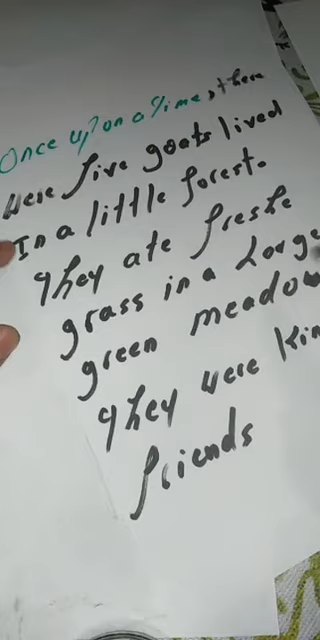 Once upon a time, there
were five goats lived
In a little forest.
They ate freshe
grass in a Large
green meadow
They were Kin
friends